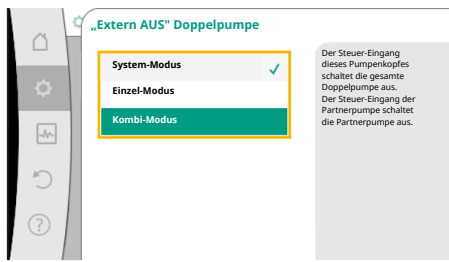 „Extern AUS" Doppelpumpe
System-Modus
Einzel-Modus
Kombi-Modus
Der Steuer-Eingang
dieses Pumpenkopfes
schaltet die gesamte
Doppelpumpe aus.
Der Steuer-Eingang der
Partnerpumpe schaltet
die Partnerpumpe aus.
?